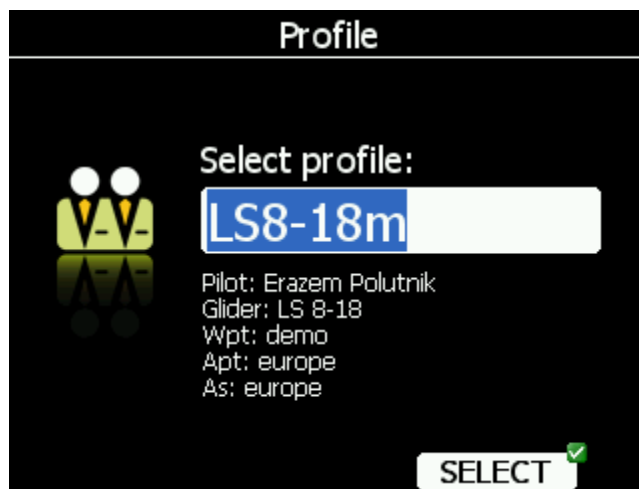 Profile
Select profile:
LS8-18m
Pilot: Erazem Polutnik
Glider: LS 8-18
Wpt: demo
Apt: europe
As: europe
SELECT